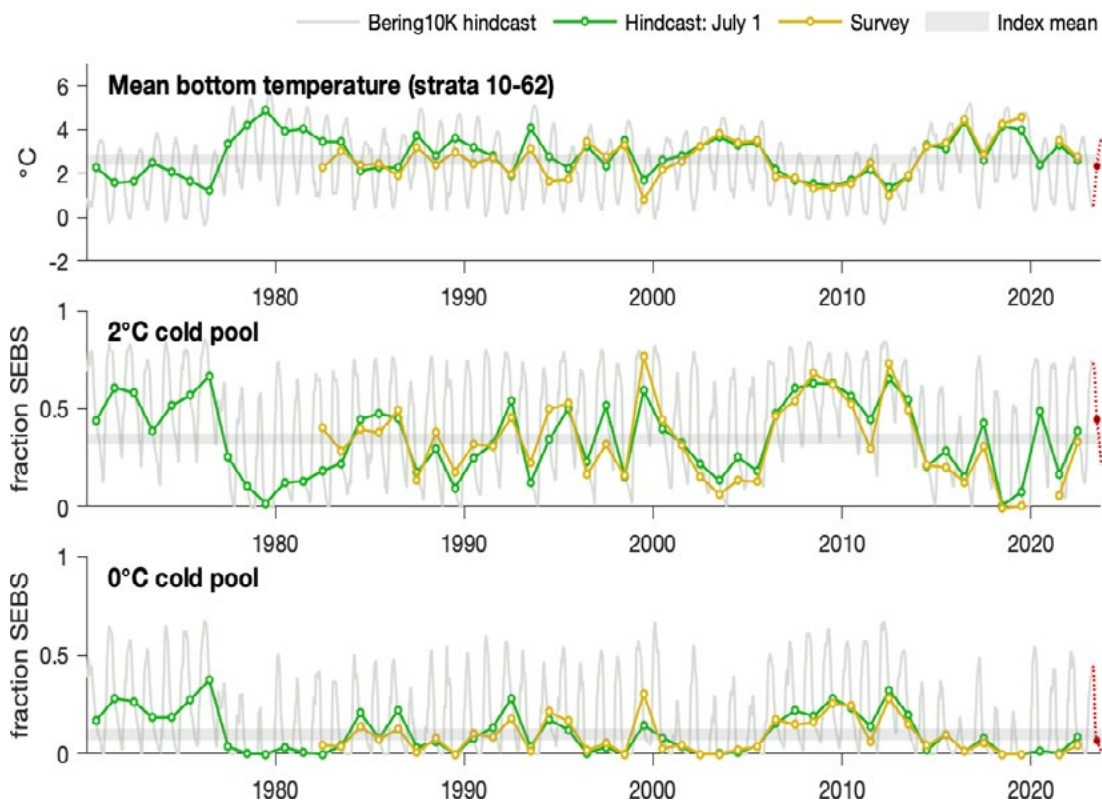 Bering10K hindcast Hindcast: July 1 Survey Index mean
Mean bottom temperature (strata 10-62)
°C
6
4
2
0
-2
1980 1990 2000 2010 2020
2°C cold pool
fraction SEBS
1
0.5
0
1980 1990 2000 2010 2020
0°C cold pool
fraction SEBS
1
0.5
0
1980 1990 2000 2010 2020